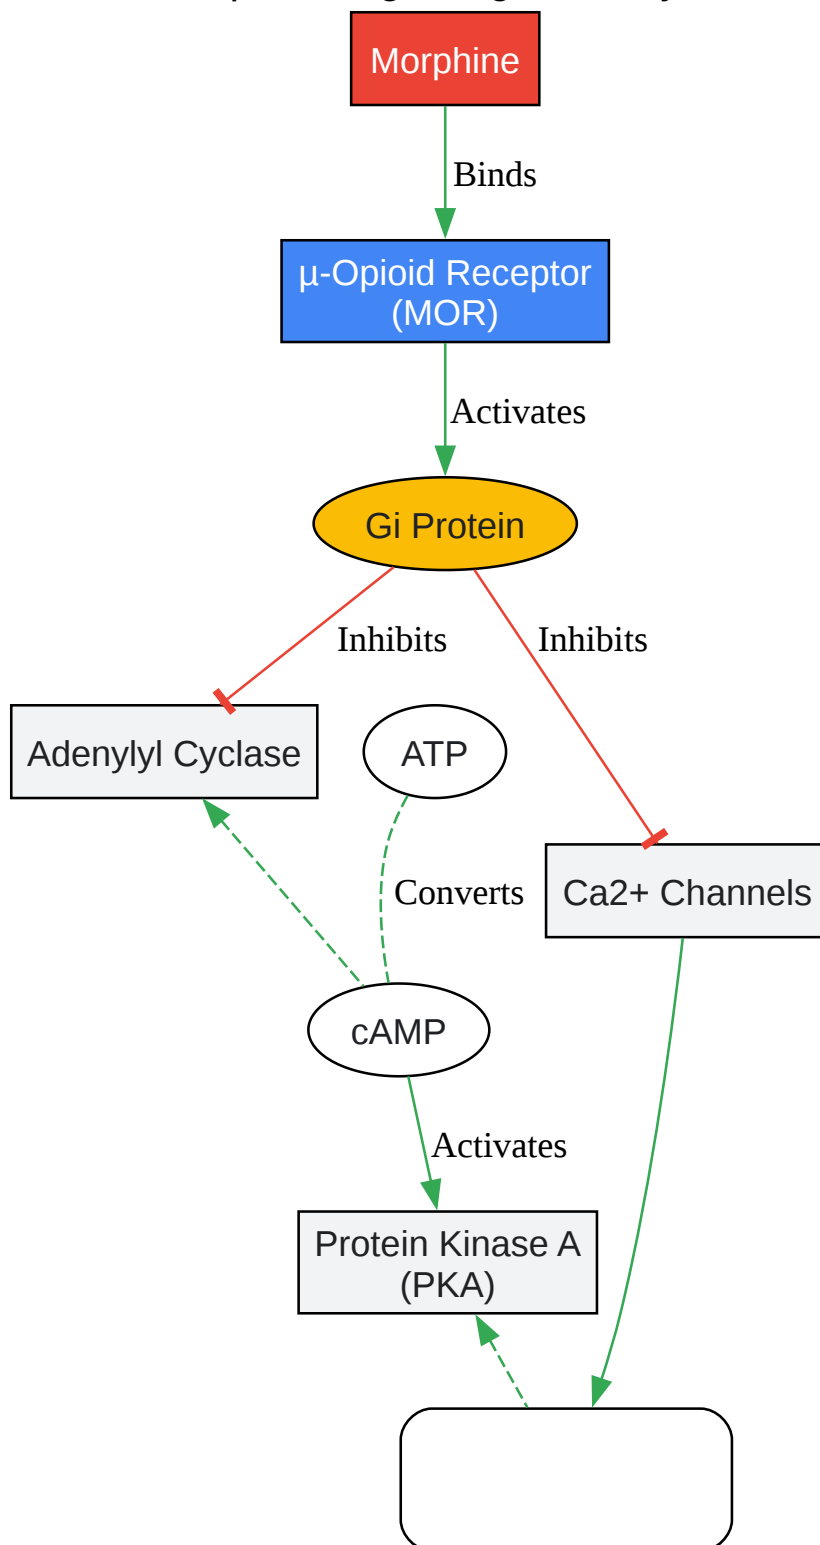 Morphine
Binds
µ-Opioid Receptor
(MOR)
Activates
Gi Protein
Inhibits
Inhibits
Adenylyl Cyclase
ATP
Converts
Ca2+ Channels
cAMP
Activates
Protein Kinase A
(PKA)